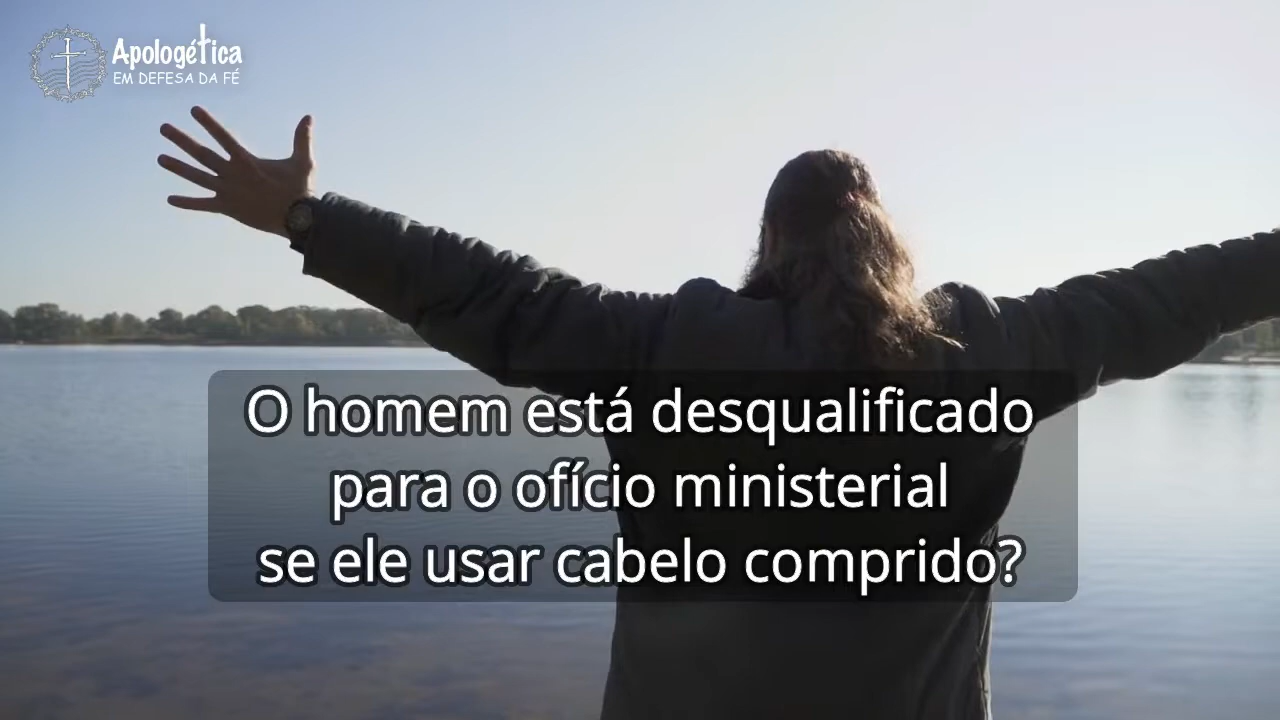 Apologética
EM DEFESA DA FÉ
O homem está desqualificado
para o ofício ministerial
se ele usar cabelo comprido?